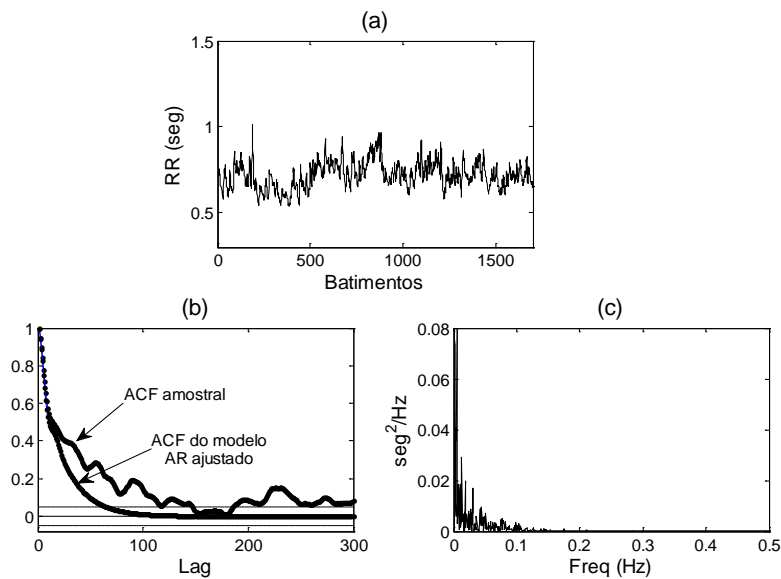 (a)
1.5
1
0.5
RR (seg)
0
500
1000
1500
Batimentos
(b)
1
0.8
0.6
0.4
0.2
0
ACF amostral
ACF do modelo
AR ajustado
0
100
200
300
Lag
(c)
0.08
0.06
0.04
0.02
0
seg²/Hz
0
0.1
0.2
0.3
0.4
0.5
Freq (Hz)